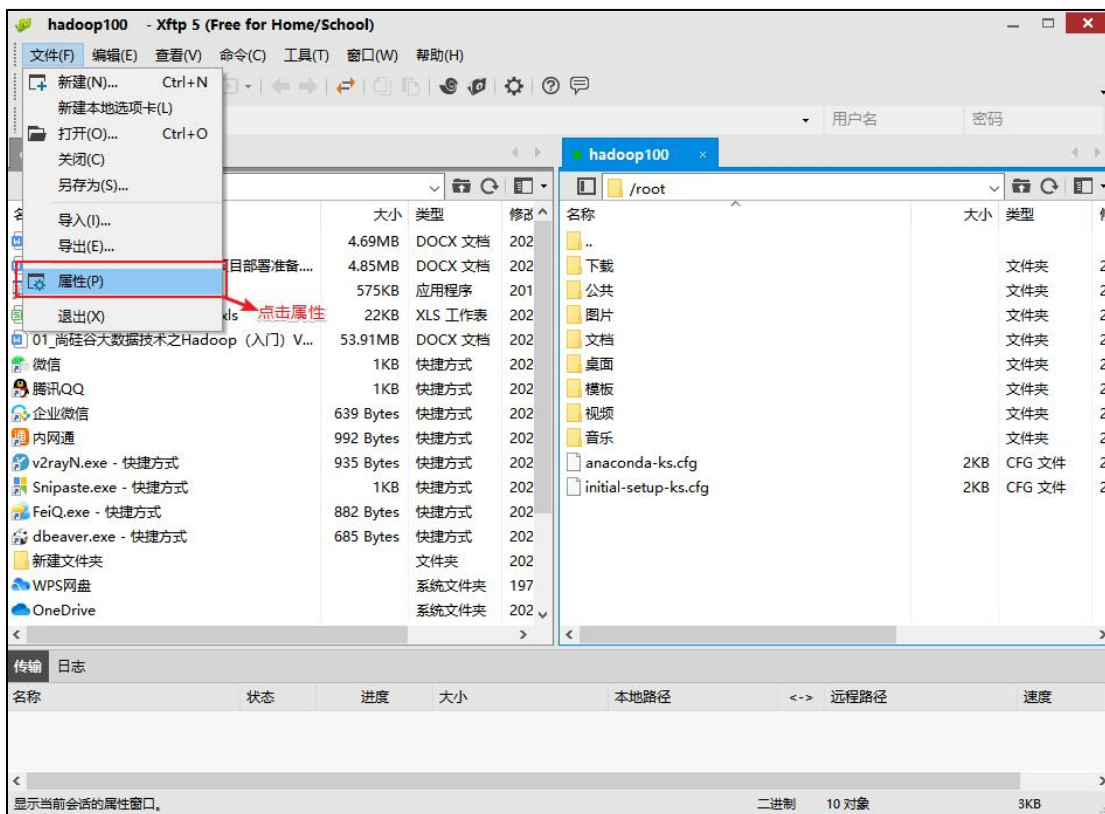 hadoop100 - Xftp 5 (Free for Home/School)
文件(F) 编辑(E) 查看(V) 命令(C) 工具(T) 窗口(W) 帮助(H)
新建(N)... Ctrl+N
新建本地选项卡(L)
打开(O)... Ctrl+O
关闭(C)
另存为(S)...
导入(I)...
导出(E)...
属性(P)
退出(X)
点击属性
用户名 密码
大小 类型 修改
4.69MB DOCX 文档 202
项目部署准备.... 4.85MB DOCX 文档 202
575KB 应用程序 201
xls 22KB XLS 工作表 202
01_尚硅谷大数据技术之Hadoop（入门）V... 53.91MB DOCX 文档 202
微信 1KB 快捷方式 202
腾讯QQ 1KB 快捷方式 202
企业微信 639 Bytes 快捷方式 202
内网通 992 Bytes 快捷方式 202
v2rayN.exe - 快捷方式 935 Bytes 快捷方式 202
Snipaste.exe - 快捷方式 1KB 快捷方式 202
FeiQ.exe - 快捷方式 882 Bytes 快捷方式 202
dbeaver.exe - 快捷方式 685 Bytes 快捷方式 202
新建文件夹 文件夹 202
WPS网盘 系统文件夹 197
OneDrive 系统文件夹 202
hadoop100
/root
名称 大小 类型
..
下载 文件夹 2
公共 文件夹 2
图片 文件夹 2
文档 文件夹 2
桌面 文件夹 2
模板 文件夹 2
视频 文件夹 2
音乐 文件夹 2
anaconda-ks.cfg 2KB CFG 文件 2
initial-setup-ks.cfg 2KB CFG 文件 2
传输 日志
名称 状态 进度 大小 本地路径 <-> 远程路径 速度
显示当前会话的属性窗口。 二进制 10 对象 3KB